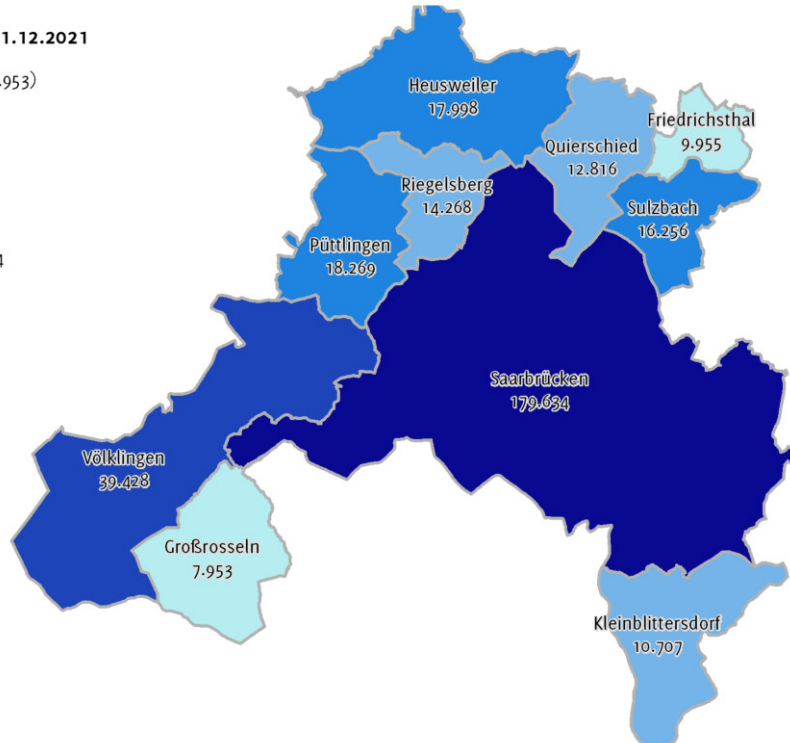 1.12.2021
.953)
4
Heusweiler
17.998
Friedrichsthal
9.955
Quierschied
12.816
Riegelsberg
14.268
Sulzbach
16.256
Püttlingen
18.269
Saarbrücken
179.634
Völklingen
39.428
Großrosseln
7.953
Kleinblittersdorf
10.707